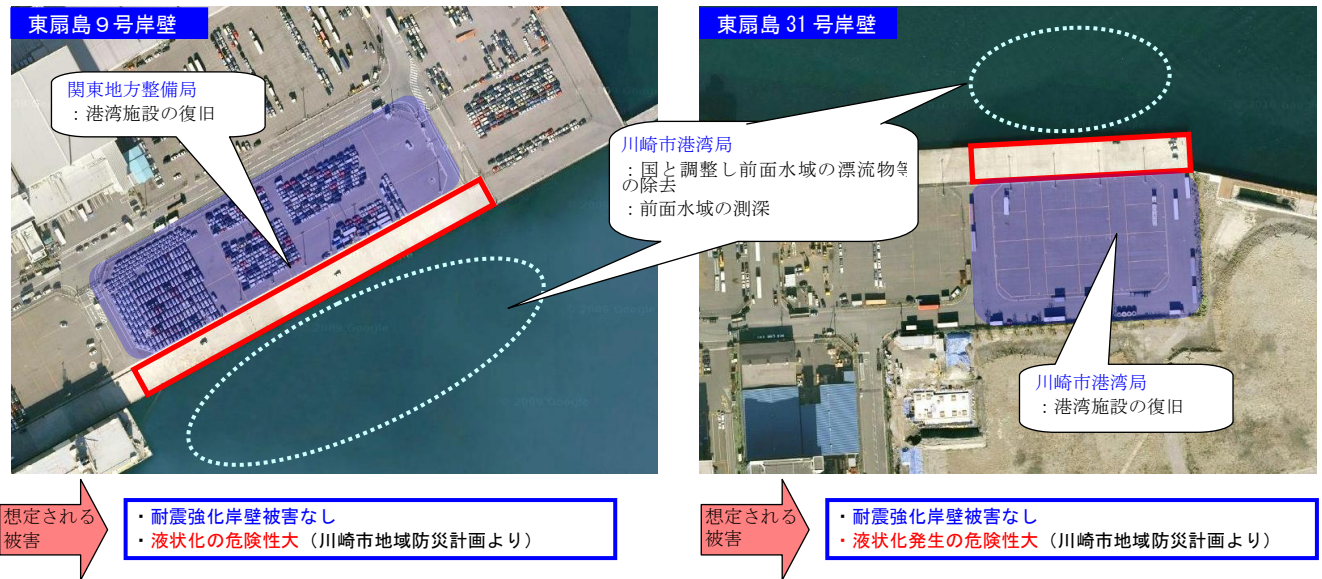 東扇島９号岸壁
関東地方整備局
：港湾施設の復旧
川崎市港湾局
：国と調整し前面水域の漂流物等
の除去
：前面水域の測深
東扇島 31 号岸壁
川崎市港湾局
：港湾施設の復旧
想定される
被害
・耐震強化岸壁被害なし
・液状化の危険性大（川崎市地域防災計画より）
想定される
被害
・耐震強化岸壁被害なし
・液状化発生の危険性大（川崎市地域防災計画より）